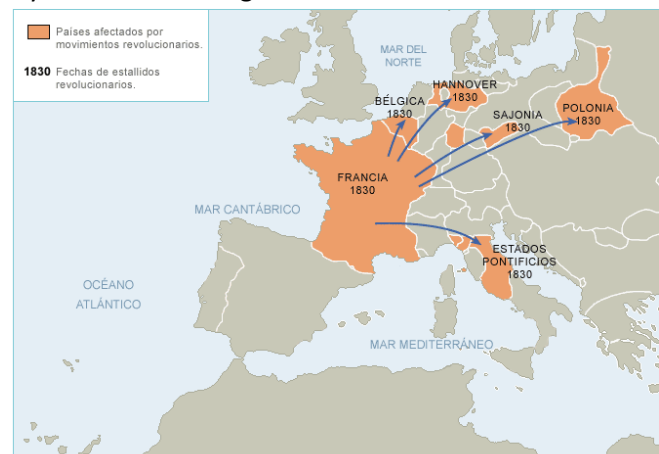 Países afectados por
movimientos revolucionarios.
1830 Fechas de estallidos
revolucionarios.
MAR DEL
NORTE
HANNOVER
1830
BÉLGICA
1830
SAJONIA
1830
POLONIA
1830
FRANCIA
1830
MAR CANTÁBRICO
ESTADOS
PONTIFICIOS
1830
OCÉANO
ATLÁNTICO
MAR MEDITERRÁNEO